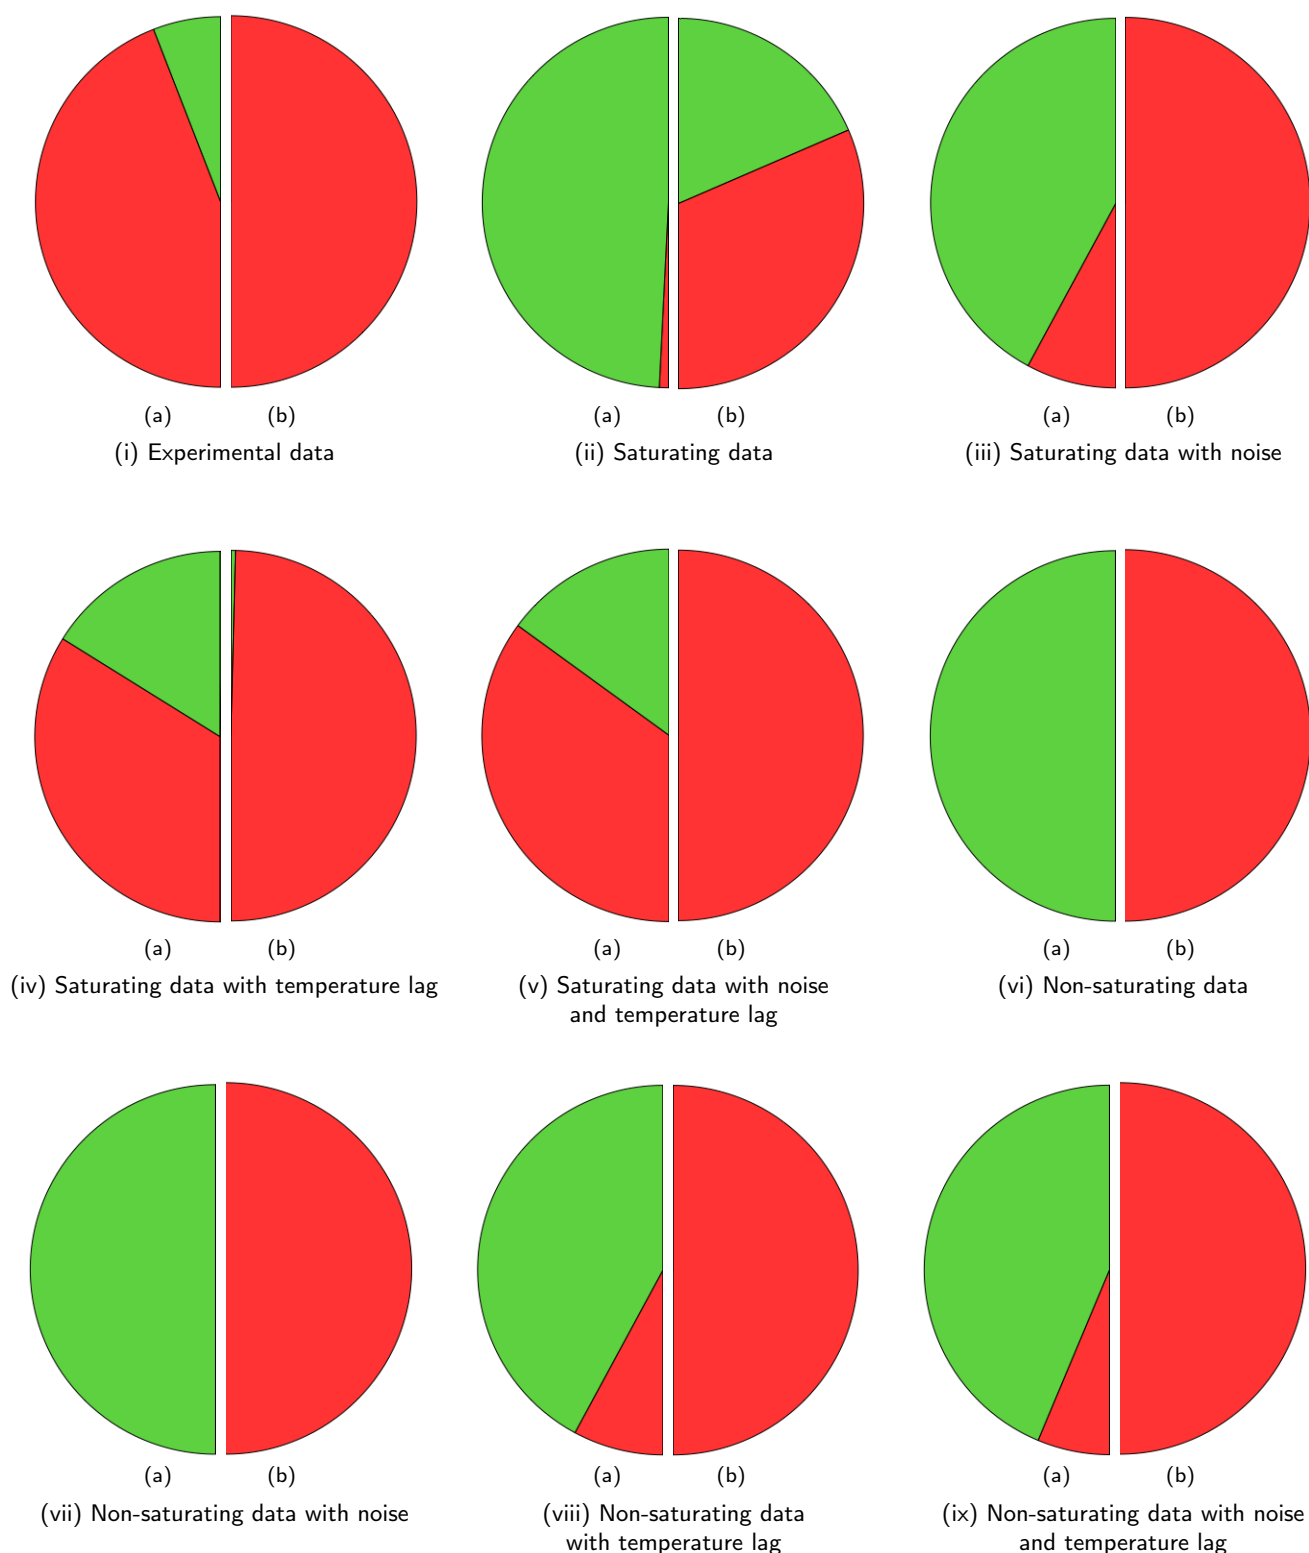 (a) (b) (a) (b) (a) (b)
(i) Experimental data (ii) Saturating data (iii) Saturating data with noise
(a) (b) (a) (b) (a) (b)
(iv) Saturating data with temperature lag (v) Saturating data with noise (vi) Non-saturating data
and temperature lag
(a) (b) (a) (b) (a) (b)
(vii) Non-saturating data with noise (viii) Non-saturating data (ix) Non-saturating data with noise
with temperature lag and temperature lag